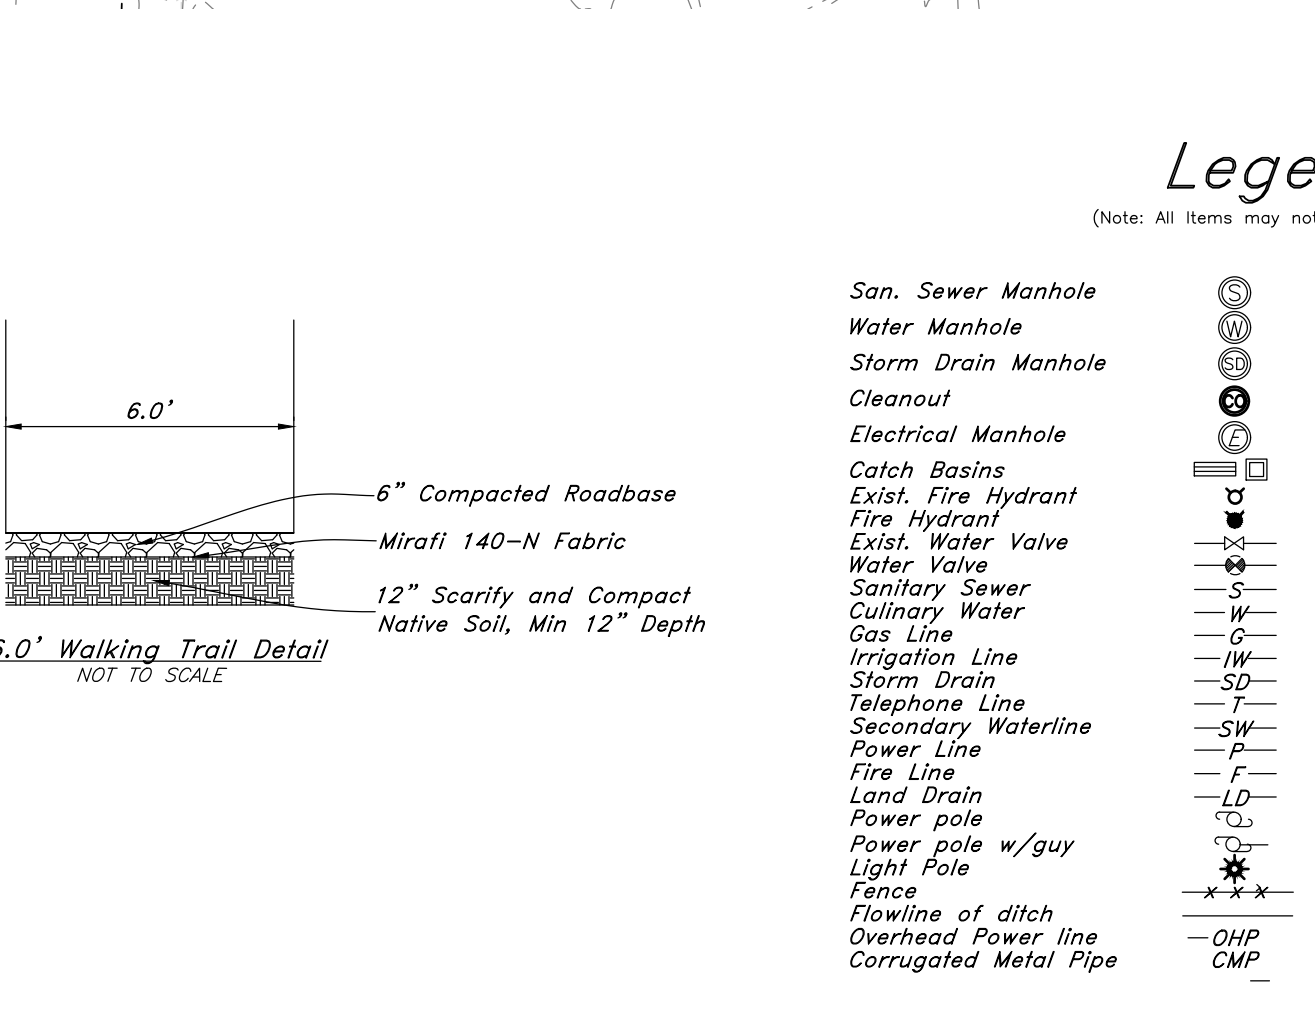 6.0'
6" Compacted Roadbase
Mirafi 140-N Fabric
12" Scarify and Compact
Native Soil, Min 12" Depth
6.0' Walking Trail Detail
NOT TO SCALE
Lege
(Note: All Items may not
San. Sewer Manhole S
Water Manhole W
Storm Drain Manhole SD
Cleanout CO
Electrical Manhole E
Catch Basins
Exist. Fire Hydrant
Fire Hydrant
Exist. Water Valve
Water Valve
Sanitary Sewer S
Culinary Water W
Gas Line G
Irrigation Line IW
Storm Drain SD
Telephone Line T
Secondary Waterline SW
Power Line P
Fire Line F
Land Drain LD
Power pole
Power pole w/guy
Light Pole
Fence x x x
Flowline of ditch
Overhead Power line OHP
Corrugated Metal Pipe CMP